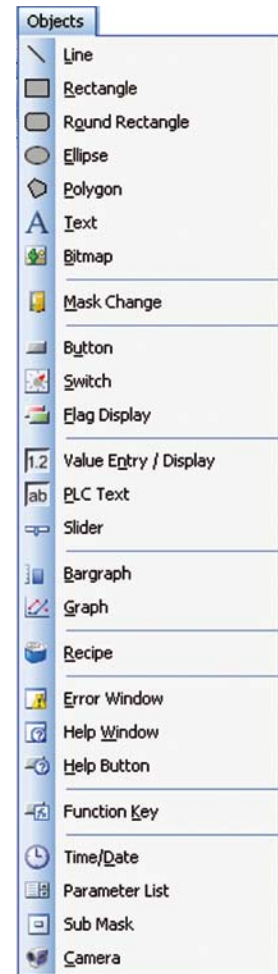 Objects
Line
Rectangle
Round Rectangle
Ellipse
Polygon
A Text
Bitmap
Mask Change
Button
Switch
Flag Display
1.2 Value Entry / Display
ab PLC Text
Slider
Bargraph
Graph
Recipe
Error Window
Help Window
Help Button
Function Key
Time/Date
Parameter List
Sub Mask
Camera